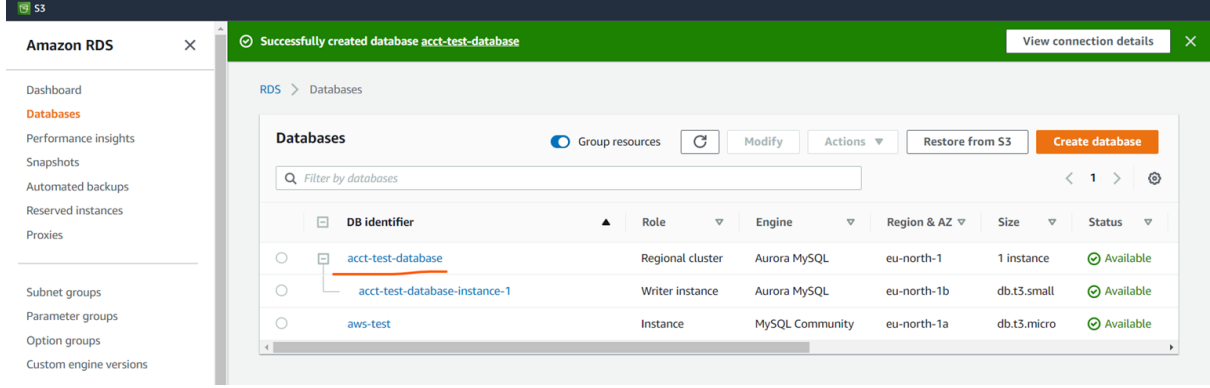 S3
Amazon RDS
Dashboard
Databases
Performance insights
Snapshots
Automated backups
Reserved instances
Proxies
Subnet groups
Parameter groups
Option groups
Custom engine versions
Successfully created database acct-test-database View connection details
RDS > Databases
Databases Group resources Modify Actions Restore from S3 Create database
Filter by databases 1
DB identifier Role Engine Region & AZ Size Status
acct-test-database Regional cluster Aurora MySQL eu-north-1 1 instance Available
acct-test-database-instance-1 Writer instance Aurora MySQL eu-north-1b db.t3.small Available
aws-test Instance MySQL Community eu-north-1a db.t3.micro Available